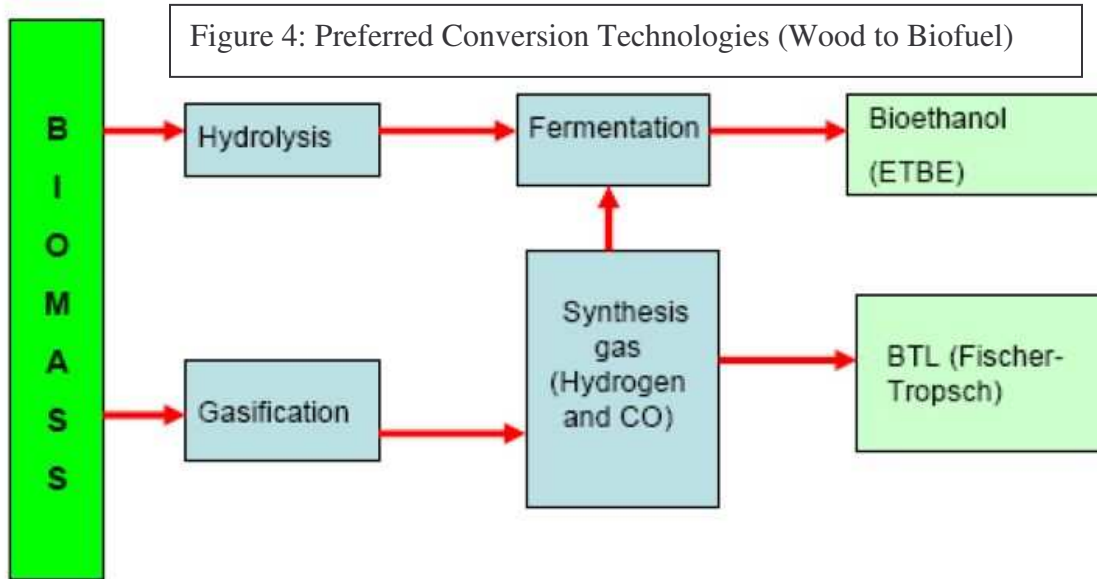 Figure 4: Preferred Conversion Technologies (Wood to Biofuel)
B
I
O
M
A
S
S
Hydrolysis
Fermentation
Bioethanol
(ETBE)
Gasification
Synthesis
gas
(Hydrogen
and CO)
BTL (Fischer-
Tropsch)